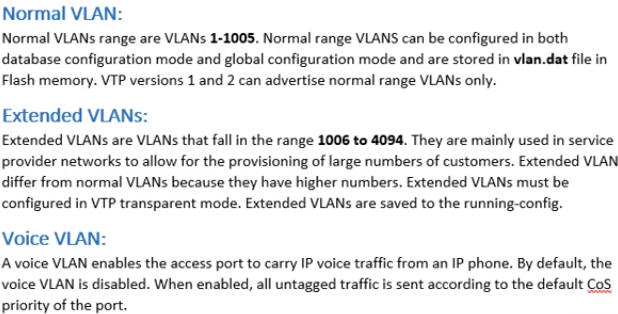 Normal VLAN:
Normal VLANs range are VLANs 1-1005. Normal range VLANS can be configured in both
database configuration mode and global configuration mode and are stored in vlan.dat file in
Flash memory. VTP versions 1 and 2 can advertise normal range VLANs only.
Extended VLANs:
Extended VLANs are VLANs that fall in the range 1006 to 4094. They are mainly used in service
provider networks to allow for the provisioning of large numbers of customers. Extended VLAN
differ from normal VLANs because they have higher numbers. Extended VLANs must be
configured in VTP transparent mode. Extended VLANs are saved to the running-config.
Voice VLAN:
A voice VLAN enables the access port to carry IP voice traffic from an IP phone. By default, the
voice VLAN is disabled. When enabled, all untagged traffic is sent according to the default CoS
priority of the port.